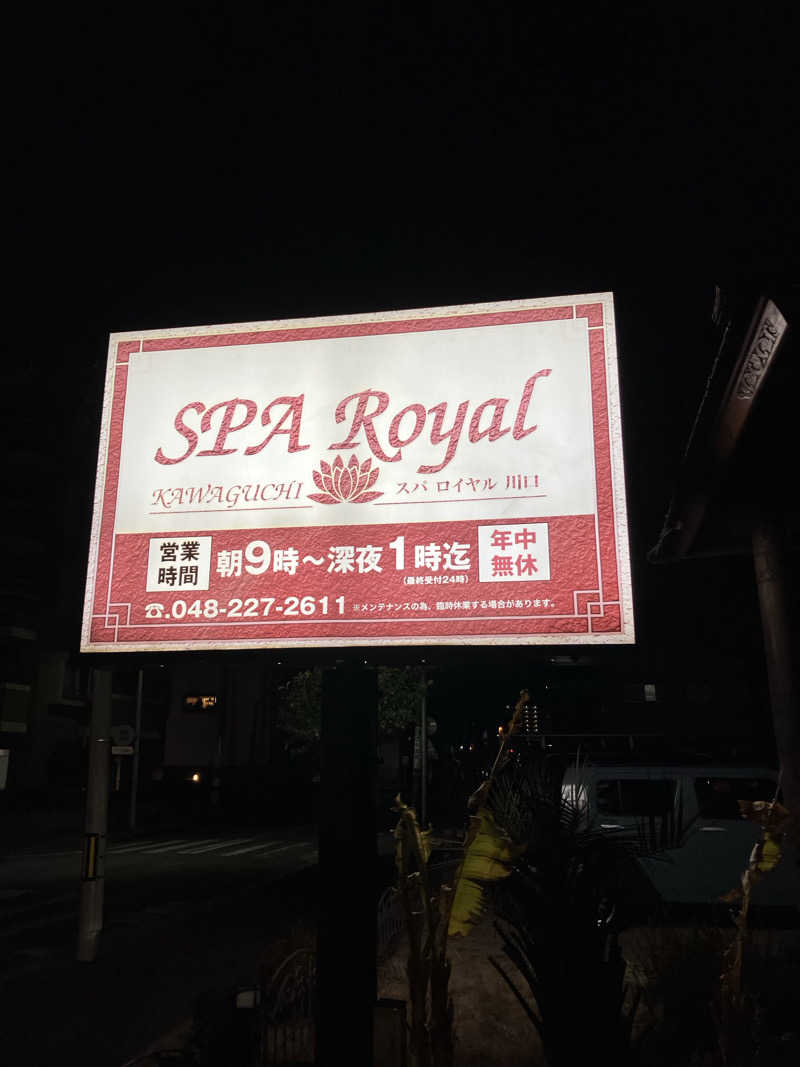 SPA Royal
KAWAGUCHI スパ ロイヤル 川口
営業時間 朝9時～深夜1時迄 年中無休
(最終受付24時)
☎048-227-2611 ※メンテナンスの為、臨時休業する場合があります。